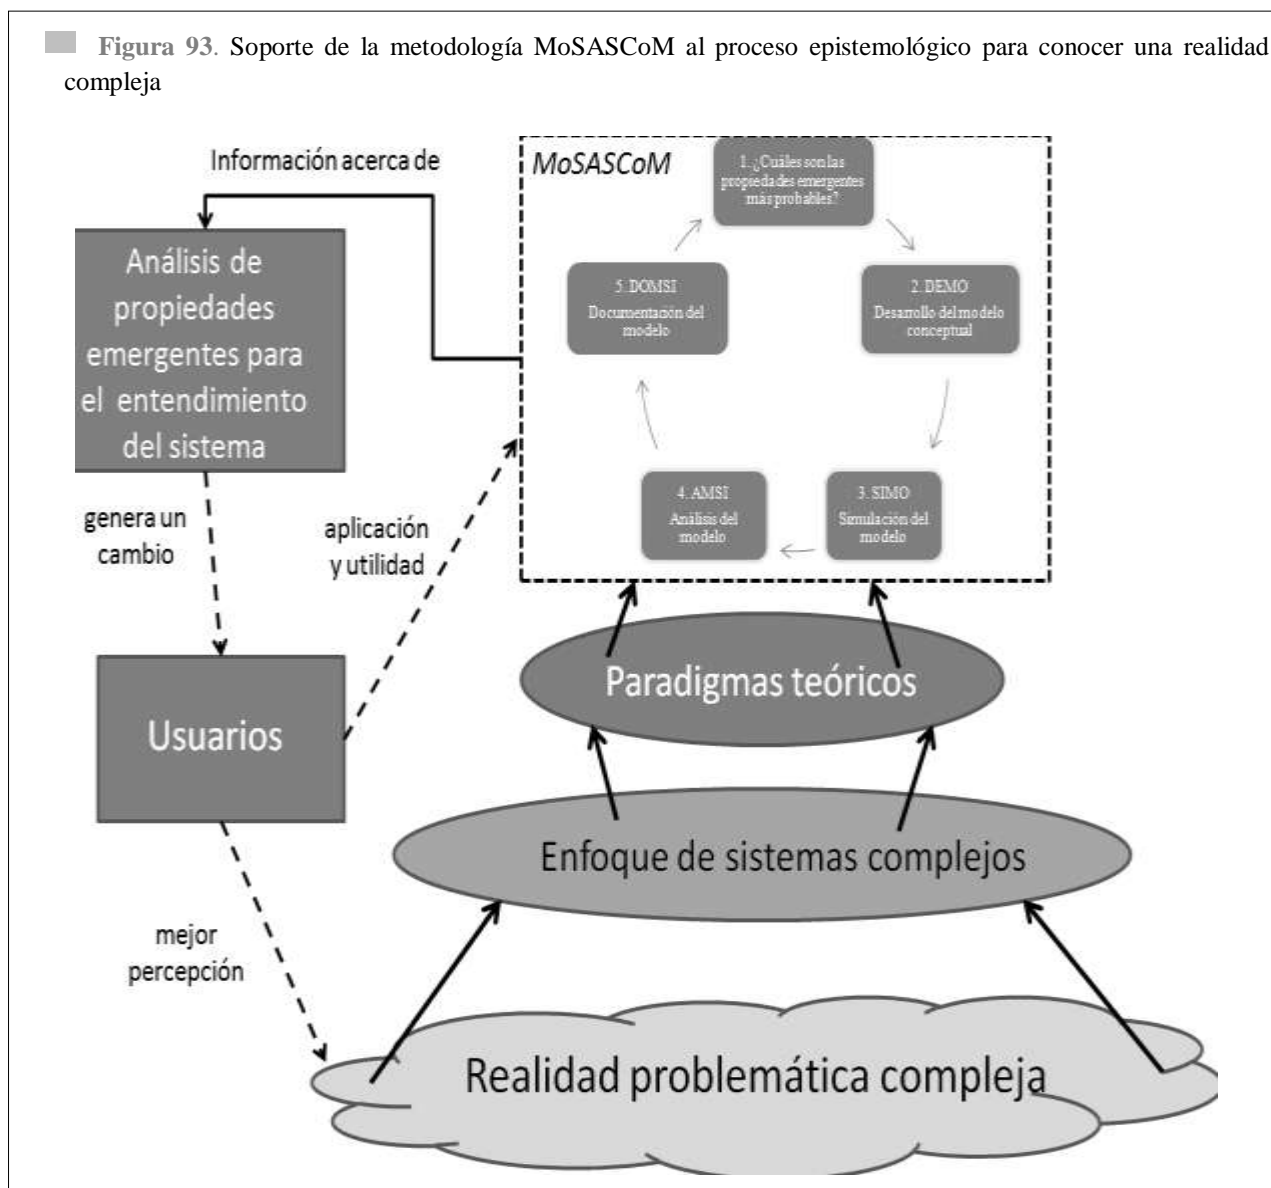 Figura 93. Soporte de la metodología MoSASCoM al proceso epistemológico para conocer una realidad
compleja
Información acerca de
MoSASCoM
1. ¿Cuáles son las
propiedades emergentes
más probables?
5. DOMSI
Documentación del
modelo
2. DEMO
Desarrollo del modelo
conceptual
4. AMSI
Análisis del
modelo
3. SIMO
Simulación del
modelo
Análisis de
propiedades
emergentes para
el entendimiento
del sistema
genera un
cambio
aplicación
y utilidad
Usuarios
Paradigmas teóricos
Enfoque de sistemas complejos
mejor
percepción
Realidad problemática compleja